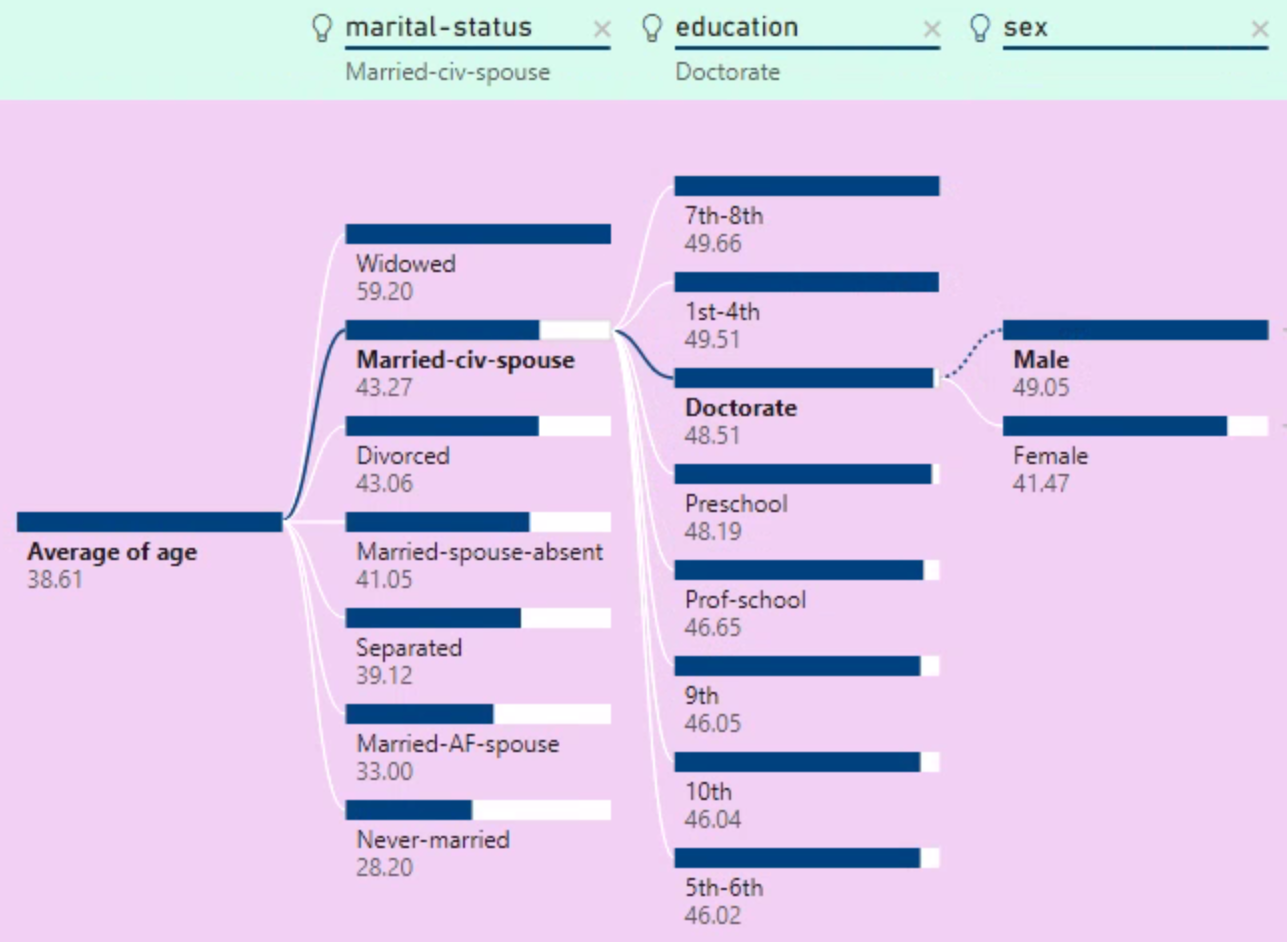 marital-status
Married-civ-spouse
education
Doctorate
sex
Average of age
38.61
Widowed
59.20
Married-civ-spouse
43.27
Divorced
43.06
Married-spouse-absent
41.05
Separated
39.12
Married-AF-spouse
33.00
Never-married
28.20
7th-8th
49.66
1st-4th
49.51
Doctorate
48.51
Preschool
48.19
Prof-school
46.65
9th
46.05
10th
46.04
5th-6th
46.02
Male
49.05
Female
41.47